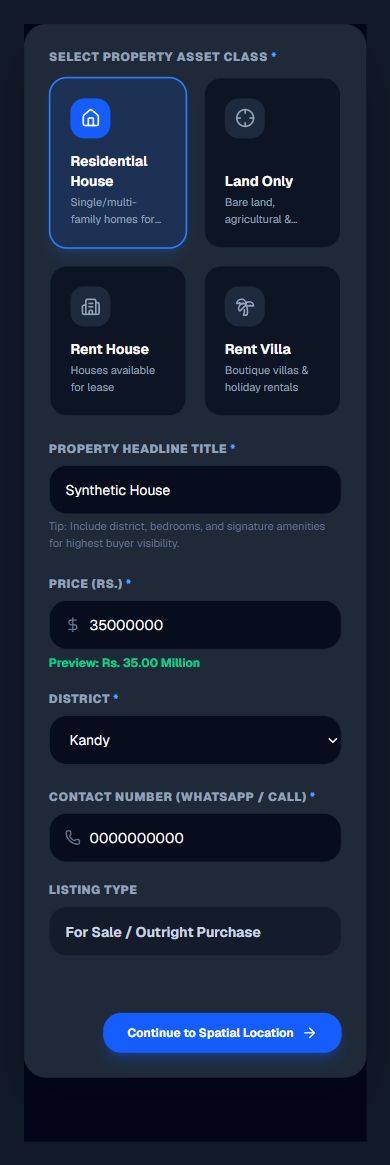 SELECT PROPERTY ASSET CLASS *
Residential
House
Single/multi-
family homes for...
Land Only
Bare land,
agricultural &...
Rent House
Houses available
for lease
Rent Villa
Boutique villas &
holiday rentals
PROPERTY HEADLINE TITLE *
Synthetic House
Tip: Include district, bedrooms, and signature amenities
for highest buyer visibility.
PRICE (RS.) *
$ 35000000
Preview: Rs. 35.00 Million
DISTRICT *
Kandy
CONTACT NUMBER (WHATSAPP / CALL) *
0000000000
LISTING TYPE
For Sale / Outright Purchase
Continue to Spatial Location →